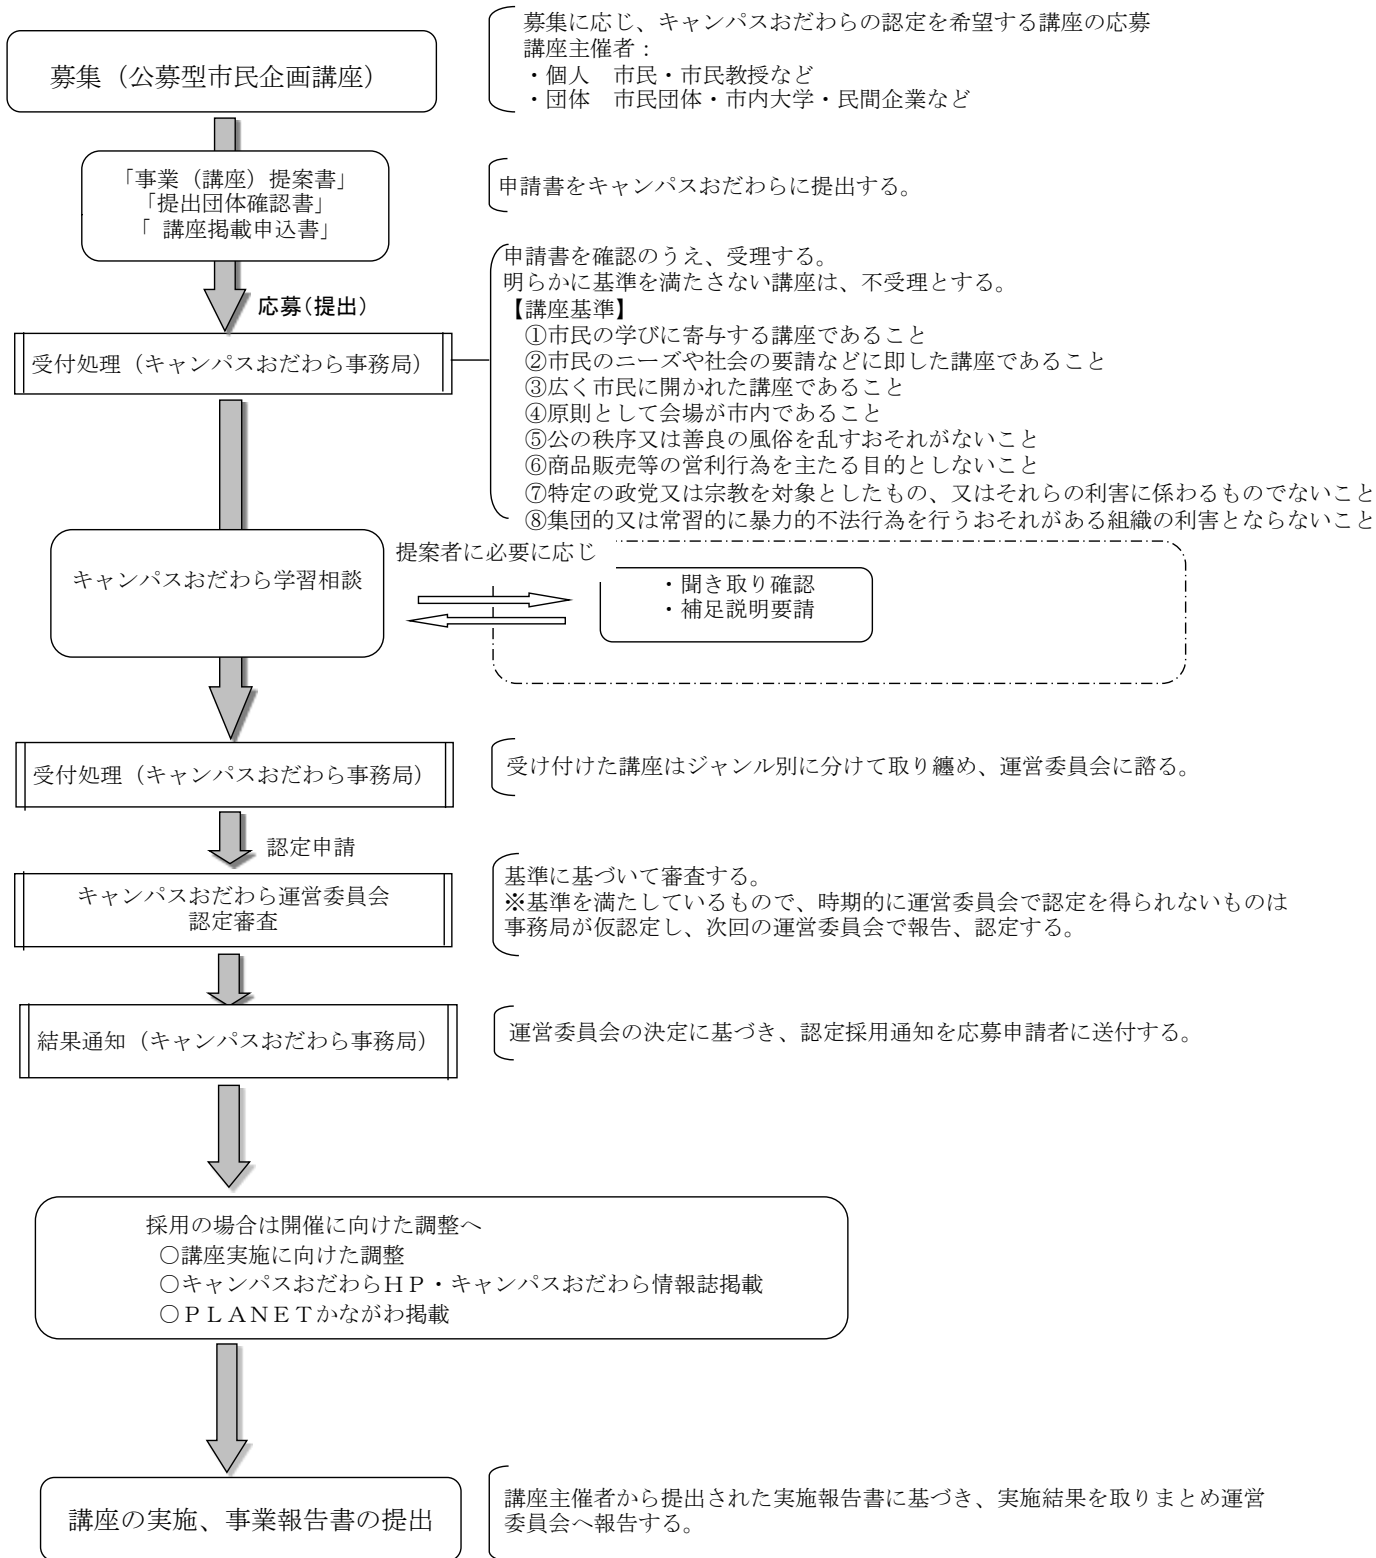 募集（公募型市民企画講座）
募集に応じ、キャンパスおだわらの認定を希望する講座の応募
講座主催者：
・個人　市民・市民教授など
・団体　市民団体・市内大学・民間企業など
「事業（講座）提案書」
「提出団体確認書」
「 講座掲載申込書」
申請書をキャンパスおだわらに提出する。
応募（提出）
受付処理（キャンパスおだわら事務局）
申請書を確認のうえ、受理する。
明らかに基準を満たさない講座は、不受理とする。
【講座基準】
①市民の学びに寄与する講座であること
②市民のニーズや社会の要請などに即した講座であること
③広く市民に開かれた講座であること
④原則として会場が市内であること
⑤公の秩序又は善良の風俗を乱すおそれがないこと
⑥商品販売等の営利行為を主たる目的としないこと
⑦特定の政党又は宗教を対象としたもの、又はそれらの利害に係わるものでないこと
⑧集団的又は常習的に暴力的不法行為を行うおそれがある組織の利害とならないこと
キャンパスおだわら学習相談
提案者に必要に応じ
・聞き取り確認
・補足説明要請
受付処理（キャンパスおだわら事務局）
受け付けた講座はジャンル別に分けて取り纏め、運営委員会に諮る。
認定申請
キャンパスおだわら運営委員会
認定審査
基準に基づいて審査する。
※基準を満たしているもので、時期的に運営委員会で認定を得られないものは
事務局が仮認定し、次回の運営委員会で報告、認定する。
結果通知（キャンパスおだわら事務局）
運営委員会の決定に基づき、認定採用通知を応募申請者に送付する。
採用の場合は開催に向けた調整へ
○講座実施に向けた調整
○キャンパスおだわらＨＰ・キャンパスおだわら情報誌掲載
○ＰＬＡＮＥＴかながわ掲載
講座の実施、事業報告書の提出
講座主催者から提出された実施報告書に基づき、実施結果を取りまとめ運営
委員会へ報告する。